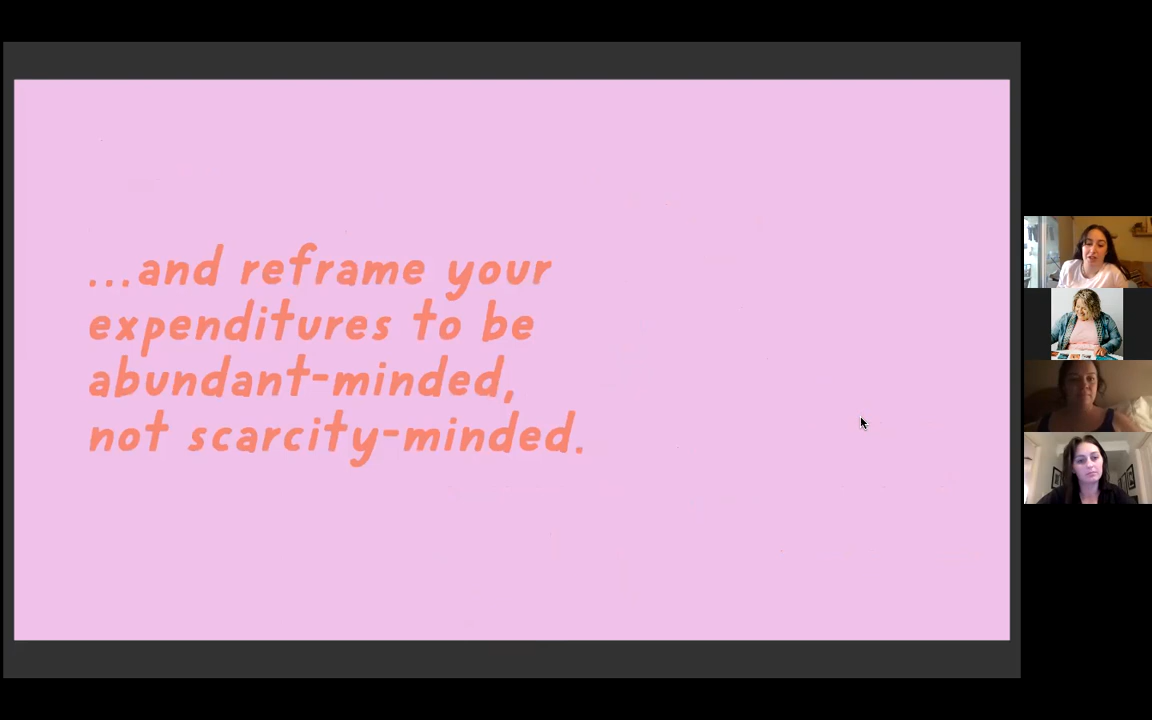 ...and reframe your
expenditures to be
abundant-minded,
not scarcity-minded.